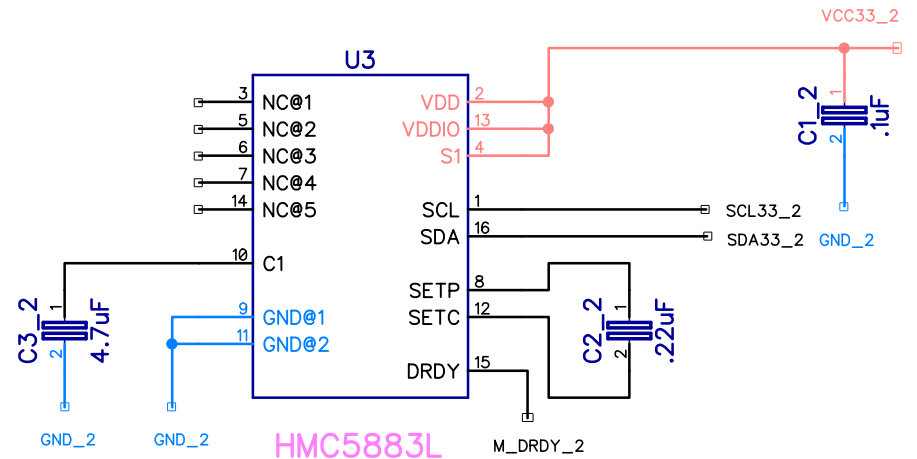 VCC33_2
U3
3 NC@1
5 NC@2
6 NC@3
7 NC@4
14 NC@5
10 C1
9 GND@1
11 GND@2
VDD 2
VDDIO 13
S1 4
SCL 1
SDA 16
SETP 8
SETC 12
DRDY 15
SCL33_2
SDA33_2
C1_2
1
2
.1uF
GND_2
C3_2
1
2
4.7uF
GND_2
GND_2
C2_2
1
2
.22uF
HMC5883L
M_DRDY_2